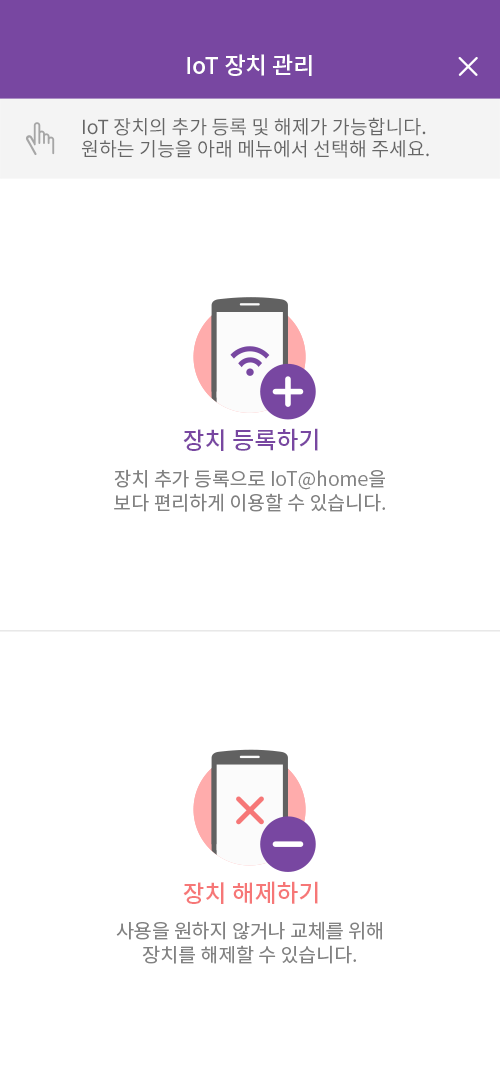 IoT 장치 관리
IoT 장치의 추가 등록 및 해제가 가능합니다.
원하는 기능을 아래 메뉴에서 선택해 주세요.
장치 등록하기
장치 추가 등록으로 IoT@home을
보다 편리하게 이용할 수 있습니다.
장치 해제하기
사용을 원하지 않거나 교체를 위해
장치를 해제할 수 있습니다.